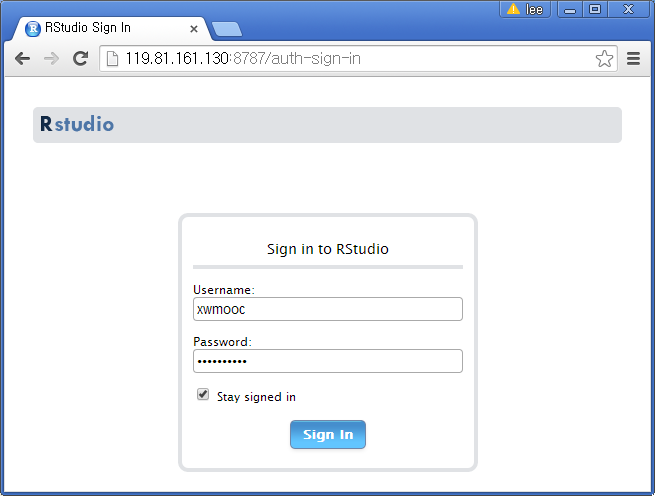 lee
RStudio Sign In
119.81.161.130:8787/auth-sign-in
R studio
Sign in to RStudio
Username:
xwmooc
Password:
••••••••••
Stay signed in
Sign In